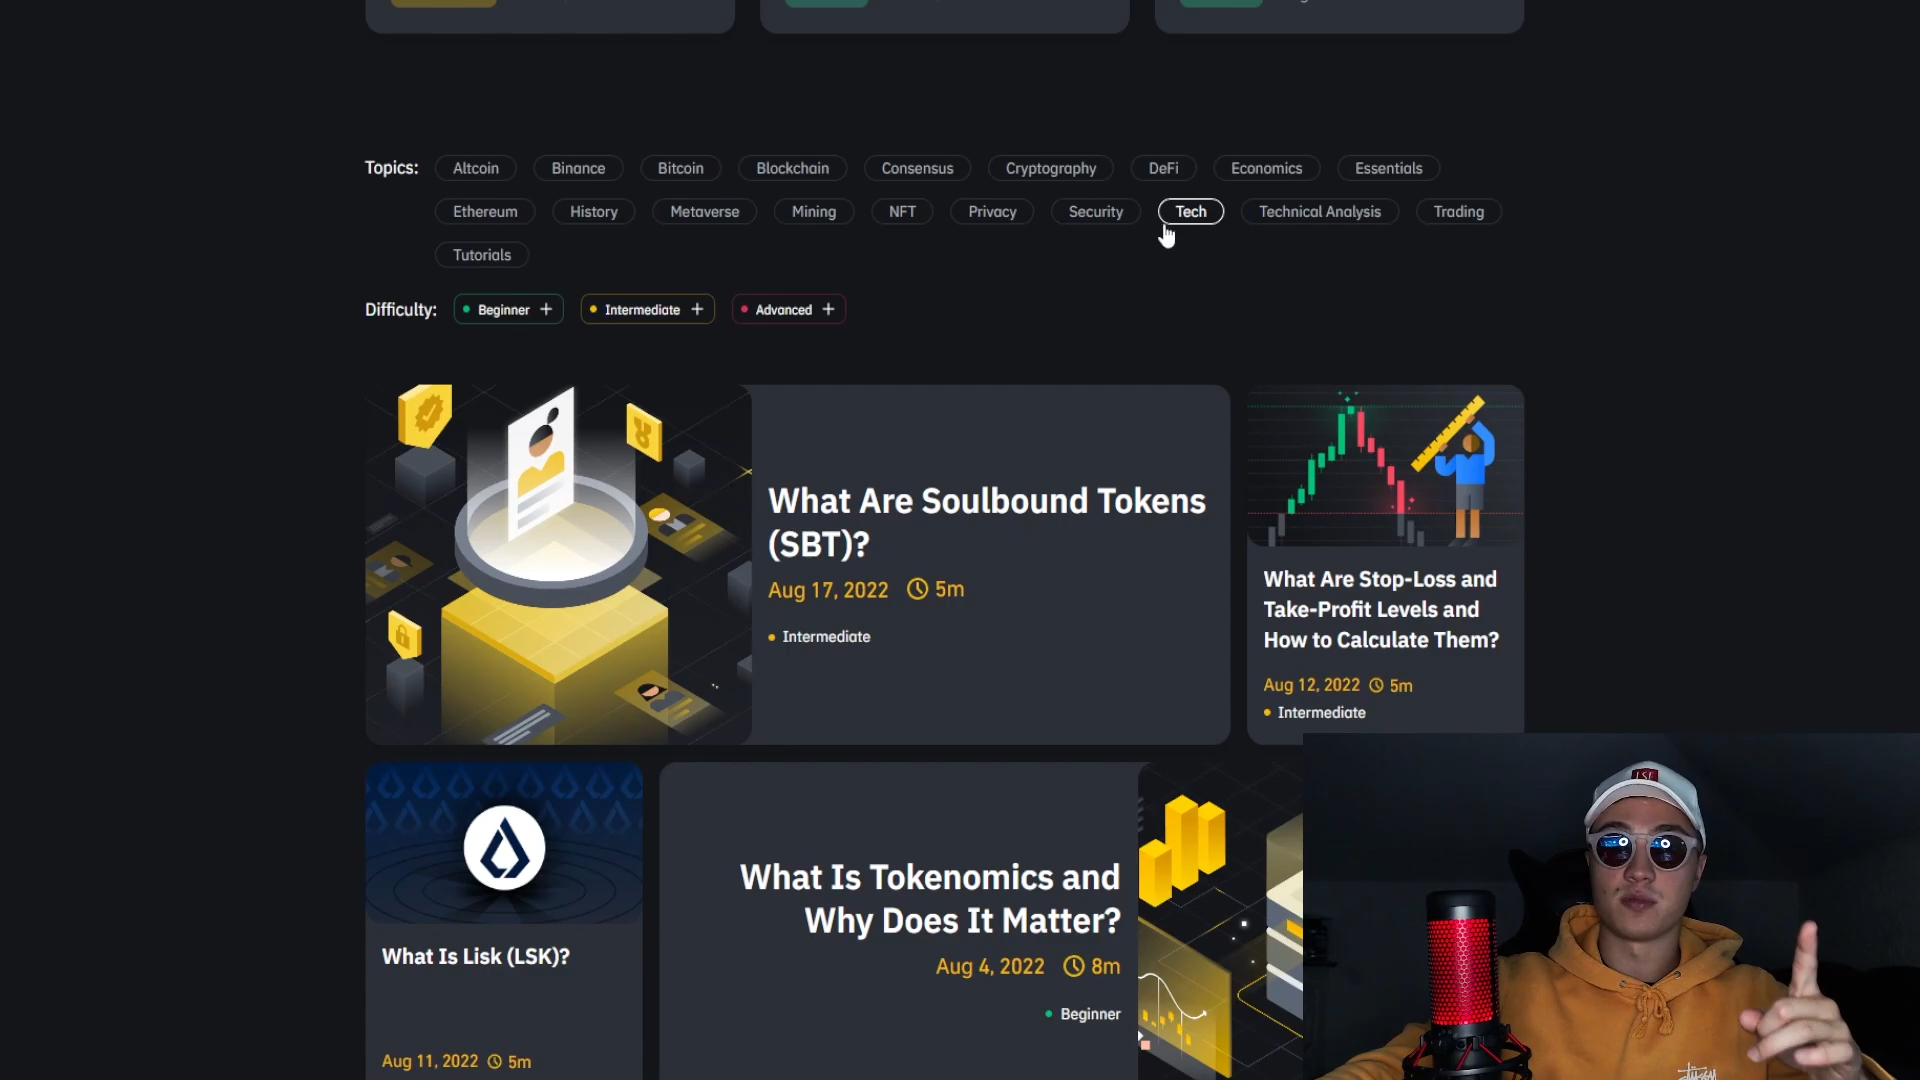 Topics: Altcoin Binance Bitcoin Blockchain Consensus Cryptography DeFi Economics Essentials
Ethereum History Metaverse Mining NFT Privacy Security Tech Technical Analysis Trading
Tutorials
Difficulty: Beginner + Intermediate + Advanced +
What Are Soulbound Tokens
(SBT)?
Aug 17, 2022 5m
Intermediate
What Are Stop-Loss and
Take-Profit Levels and
How to Calculate Them?
Aug 12, 2022 5m
Intermediate
What Is Lisk (LSK)?
Aug 11, 2022 5m
What Is Tokenomics and
Why Does It Matter?
Aug 4, 2022 8m
Beginner